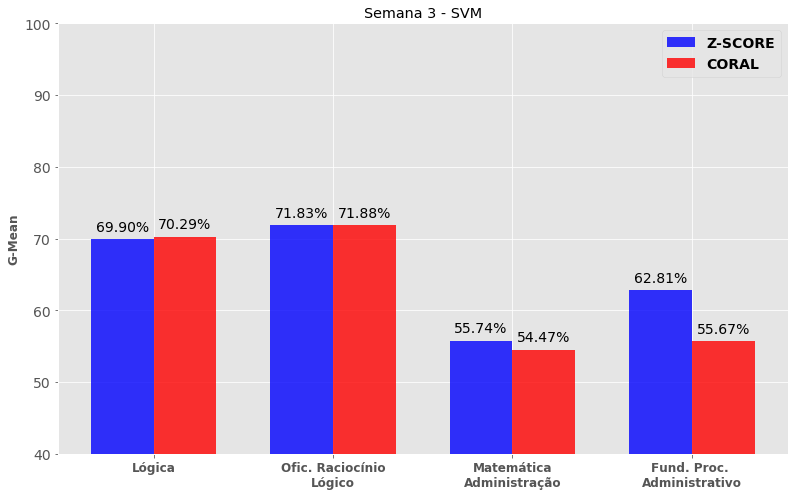 Semana 3 - SVM
Z-SCORE
CORAL
G-Mean
100
90
80
70
60
50
40
69.90%
70.29%
71.83%
71.88%
55.74%
54.47%
62.81%
55.67%
Lógica
Ofic. Raciocínio
Lógico
Matemática
Administração
Fund. Proc.
Administrativo